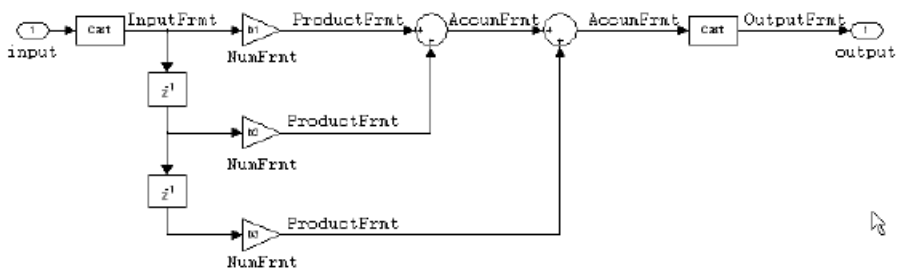 1 Cast InputFrmt b1 ProductFrmt AccumFrmt AccumFrmt Cast OutputFrmt 1
input NumFrmt output
z-1
b2 ProductFrmt
NumFrmt
z-1
b3 ProductFrmt
NumFrmt